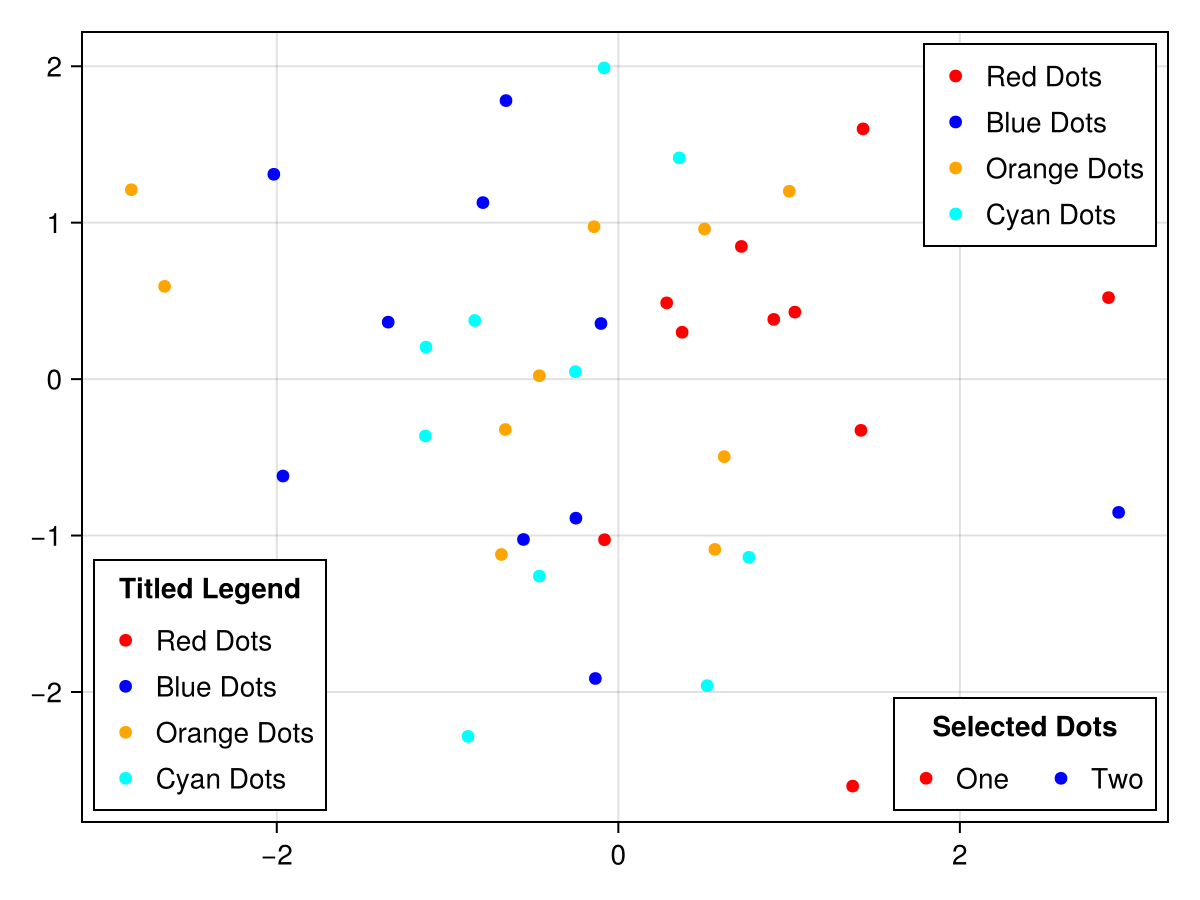 2
1
0
−1
−2
Red Dots
Blue Dots
Orange Dots
Cyan Dots
Titled Legend
Red Dots
Blue Dots
Orange Dots
Cyan Dots
Selected Dots
One Two
−2 0 2